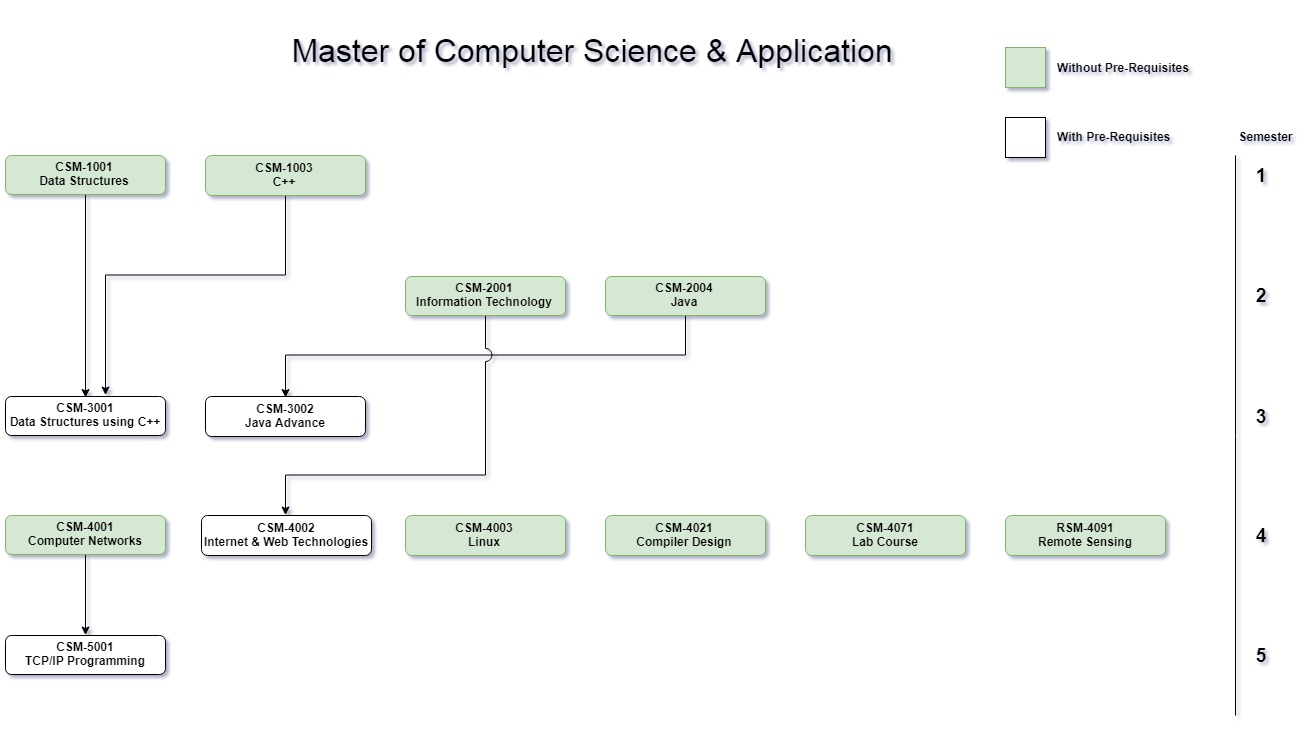 Master of Computer Science & Application
Without Pre-Requisites
With Pre-Requisites
Semester
CSM-1001
Data Structures
CSM-1003
C++
1
CSM-2001
Information Technology
CSM-2004
Java
2
CSM-3001
Data Structures using C++
CSM-3002
Java Advance
3
CSM-4001
Computer Networks
CSM-4002
Internet & Web Technologies
CSM-4003
Linux
CSM-4021
Compiler Design
CSM-4071
Lab Course
RSM-4091
Remote Sensing
4
CSM-5001
TCP/IP Programming
5